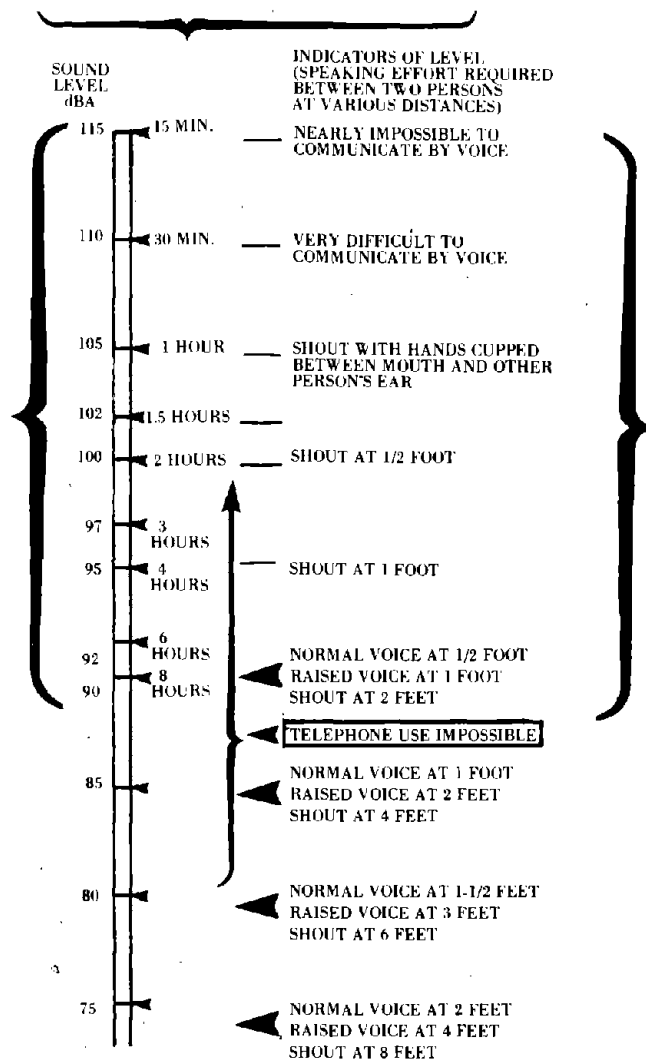 SOUND
LEVEL
dBA
INDICATORS OF LEVEL
(SPEAKING EFFORT REQUIRED
BETWEEN TWO PERSONS
AT VARIOUS DISTANCES)
115 15 MIN. NEARLY IMPOSSIBLE TO
COMMUNICATE BY VOICE
110 30 MIN. VERY DIFFICULT TO
COMMUNICATE BY VOICE
105 1 HOUR SHOUT WITH HANDS CUPPED
BETWEEN MOUTH AND OTHER
PERSON'S EAR
102 1.5 HOURS
100 2 HOURS SHOUT AT 1/2 FOOT
97 3
HOURS
95 4 SHOUT AT 1 FOOT
HOURS
92 6
HOURS
90 8
HOURS
NORMAL VOICE AT 1/2 FOOT
RAISED VOICE AT 1 FOOT
SHOUT AT 2 FEET
TELEPHONE USE IMPOSSIBLE
85 NORMAL VOICE AT 1 FOOT
RAISED VOICE AT 2 FEET
SHOUT AT 4 FEET
80 NORMAL VOICE AT 1-1/2 FEET
RAISED VOICE AT 3 FEET
SHOUT AT 6 FEET
75 NORMAL VOICE AT 2 FEET
RAISED VOICE AT 4 FEET
SHOUT AT 8 FEET